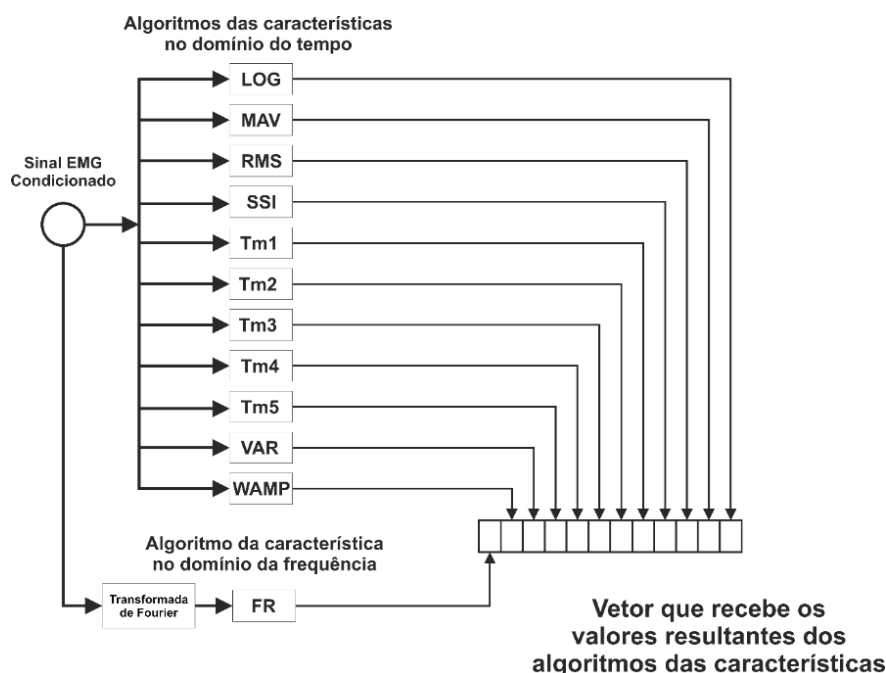 Algoritmos das características
no domínio do tempo
LOG
MAV
Sinal EMG
Condicionado
RMS
SSI
Tm1
Tm2
Tm3
Tm4
Tm5
VAR
WAMP
Algoritmo da característica
no domínio da frequência
Transformada
de Fourier
FR
Vetor que recebe os
valores resultantes dos
algoritmos das características